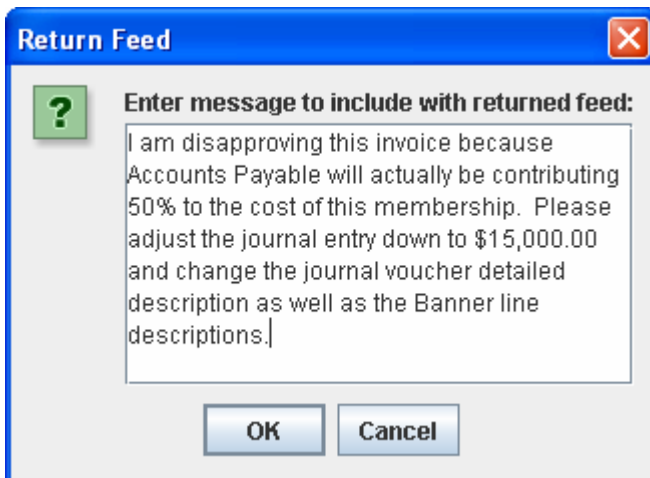 Return Feed
?
Enter message to include with returned feed:
I am disapproving this invoice because
Accounts Payable will actually be contributing
50% to the cost of this membership.  Please
adjust the journal entry down to $15,000.00
and change the journal voucher detailed
description as well as the Banner line
descriptions.
OK Cancel